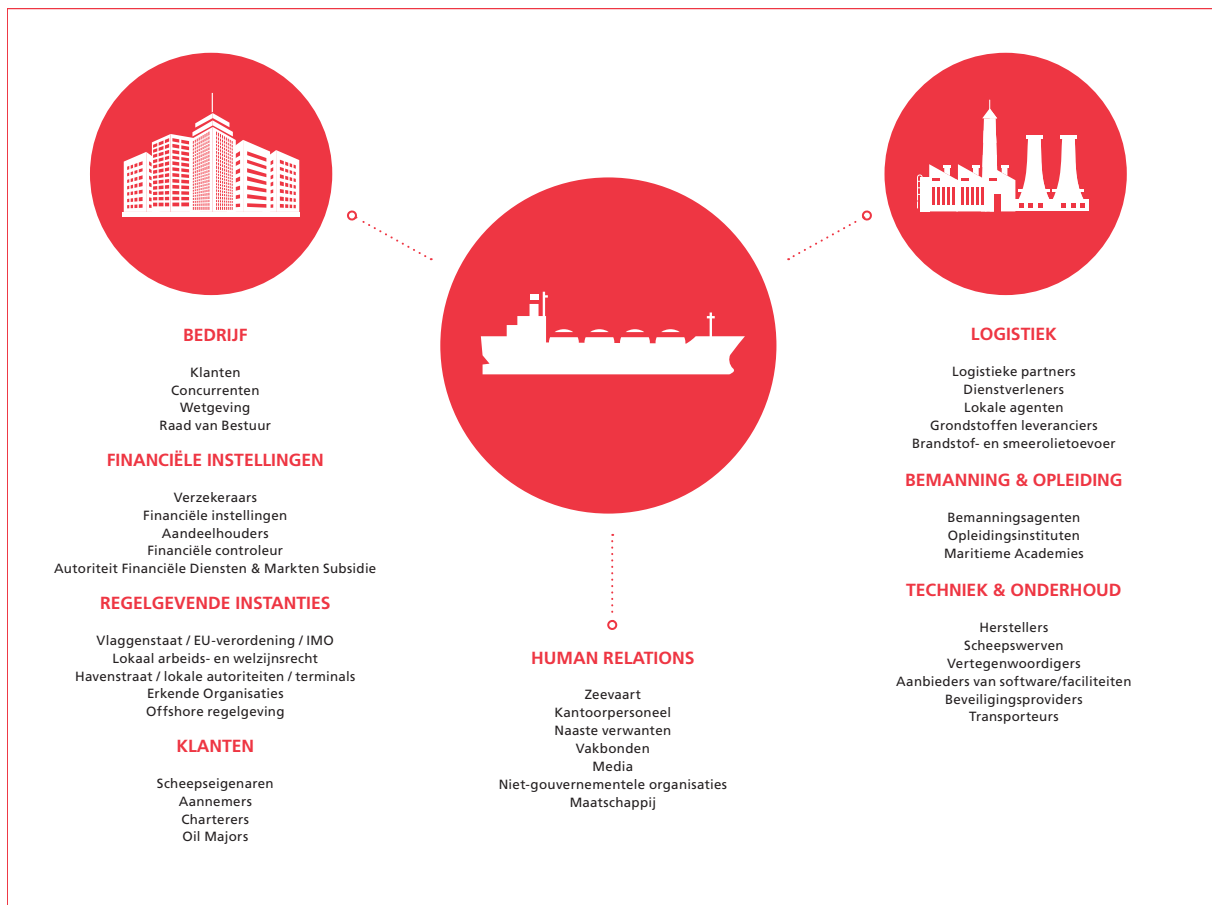 BEDRIJF
Klanten
Concurrenten
Wetgeving
Raad van Bestuur
FINANCIËLE INSTELLINGEN
Verzekeraars
Financiële instellingen
Aandeelhouders
Financiële controleur
Autoriteit Financiële Diensten & Markten Subsidie
REGELGEVENDE INSTANTIES
Vlaggenstaat / EU-verordening / IMO
Lokaal arbeids- en welzijnsrecht
Havenstraat / lokale autoriteiten / terminals
Erkende Organisaties
Offshore regelgeving
KLANTEN
Scheepseigenaren
Aannemers
Charterers
Oil Majors
HUMAN RELATIONS
Zeevaart
Kantoorpersoneel
Naaste verwanten
Vakbonden
Media
Niet-gouvernementele organisaties
Maatschappij
LOGISTIEK
Logistieke partners
Dienstverleners
Lokale agenten
Grondstoffen leveranciers
Brandstof- en smeerolietoevoer
BEMANNING & OPLEIDING
Bemanningsagenten
Opleidingsinstituten
Maritieme Academies
TECHNIEK & ONDERHOUD
Herstellers
Scheepswerven
Vertegenwoordigers
Aanbieders van software/faciliteiten
Beveiligingsproviders
Transporteurs